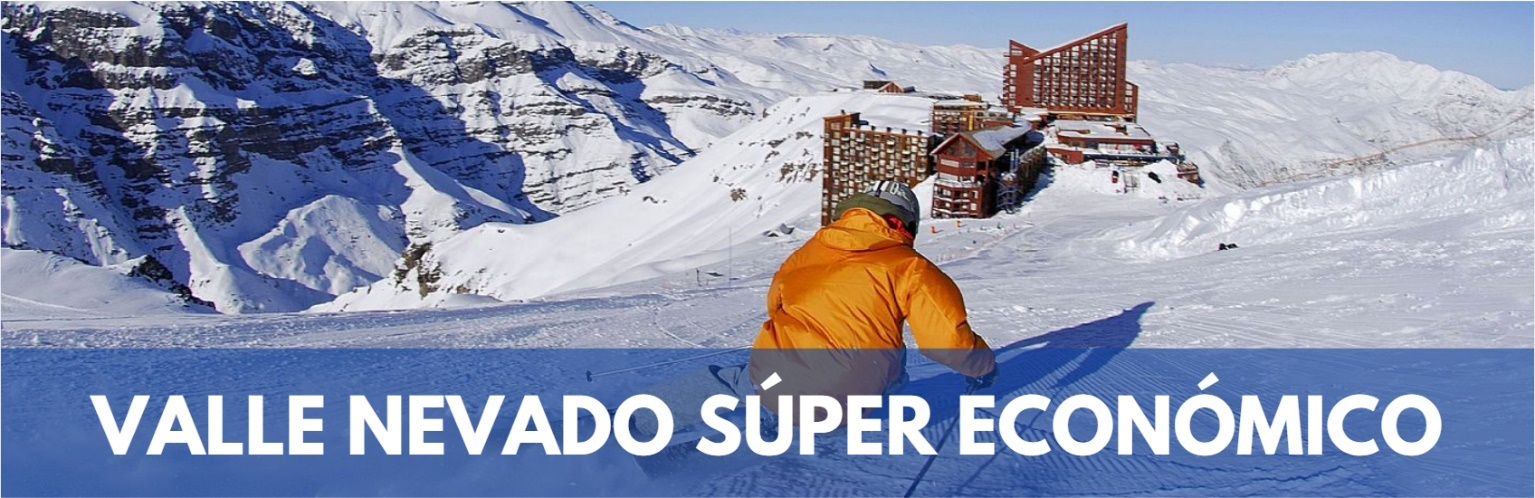 VALLE NEVADO SÚPER ECONÓMICO